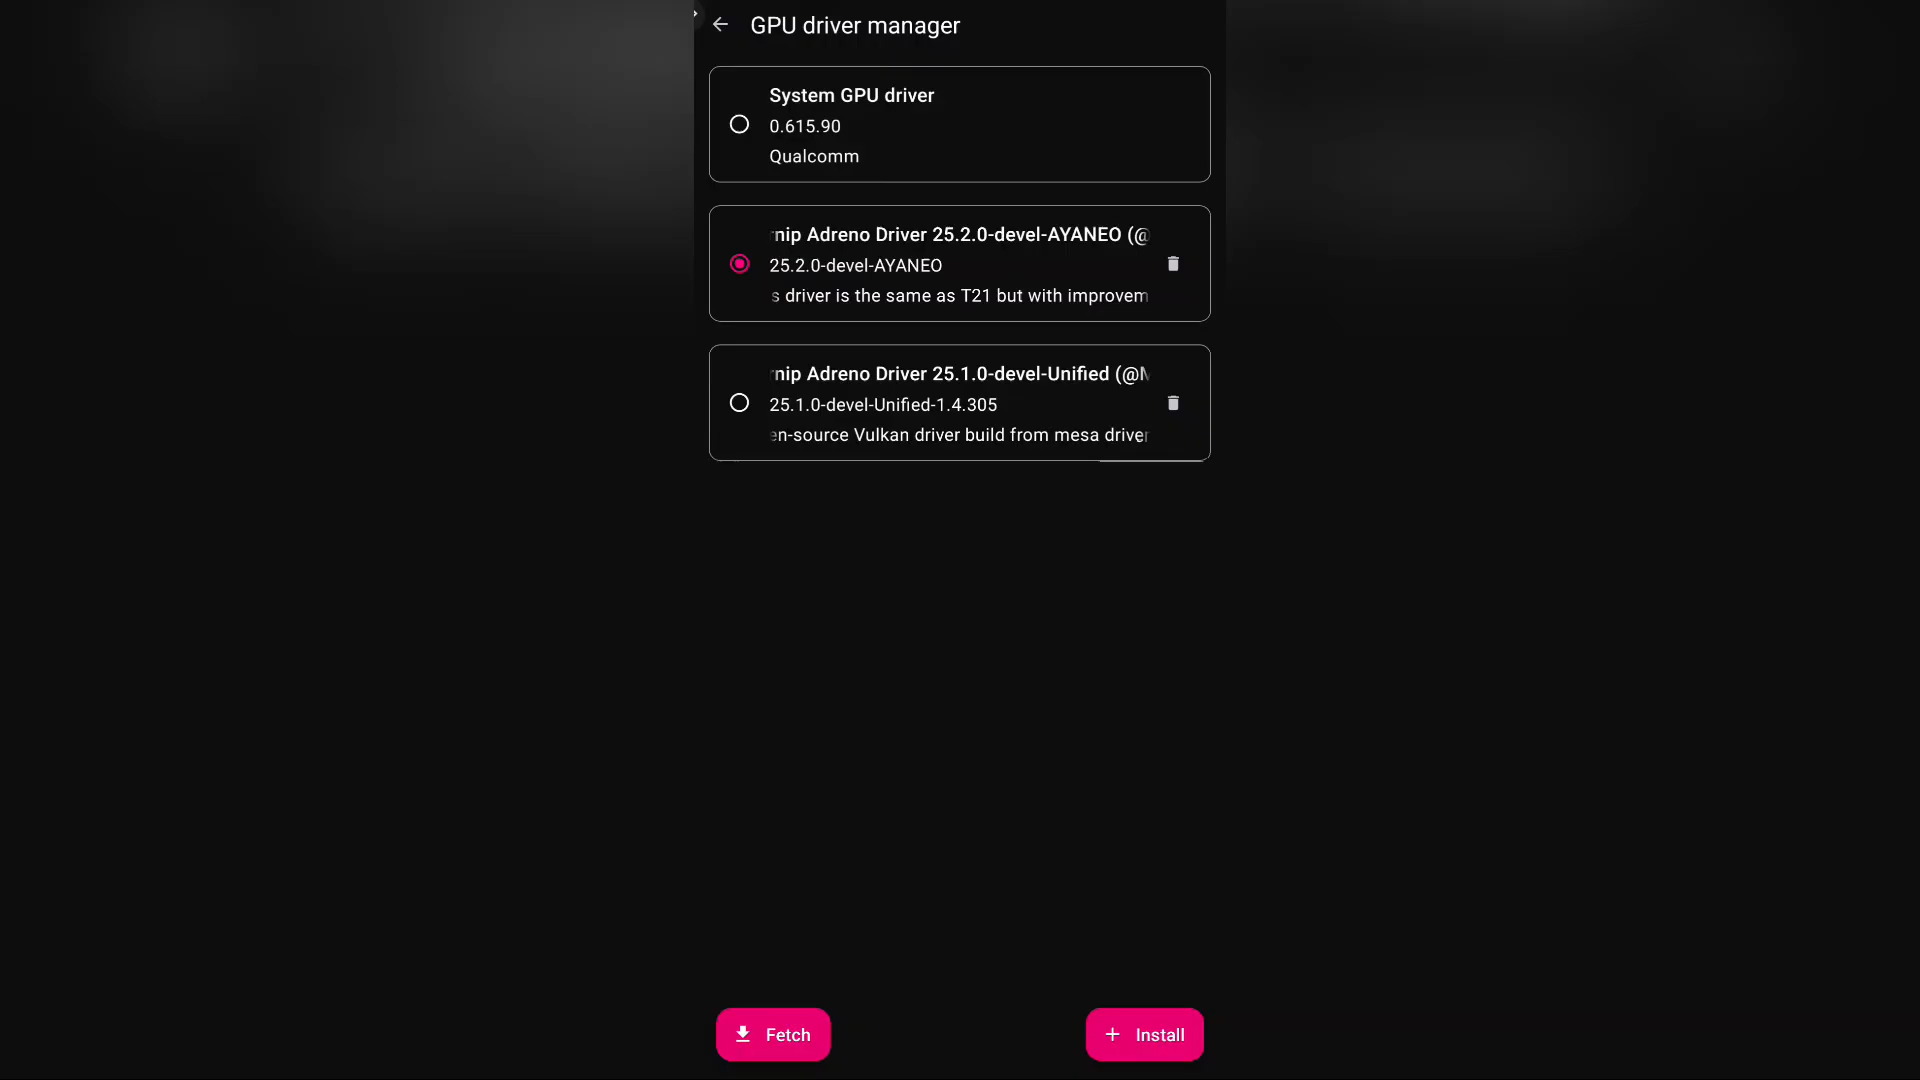 GPU driver manager
System GPU driver
0.615.90
Qualcomm
nip Adreno Driver 25.2.0-devel-AYANEO (@
25.2.0-devel-AYANEO
s driver is the same as T21 but with improvem
nip Adreno Driver 25.1.0-devel-Unified (@M
25.1.0-devel-Unified-1.4.305
en-source Vulkan driver build from mesa driver
Fetch
Install